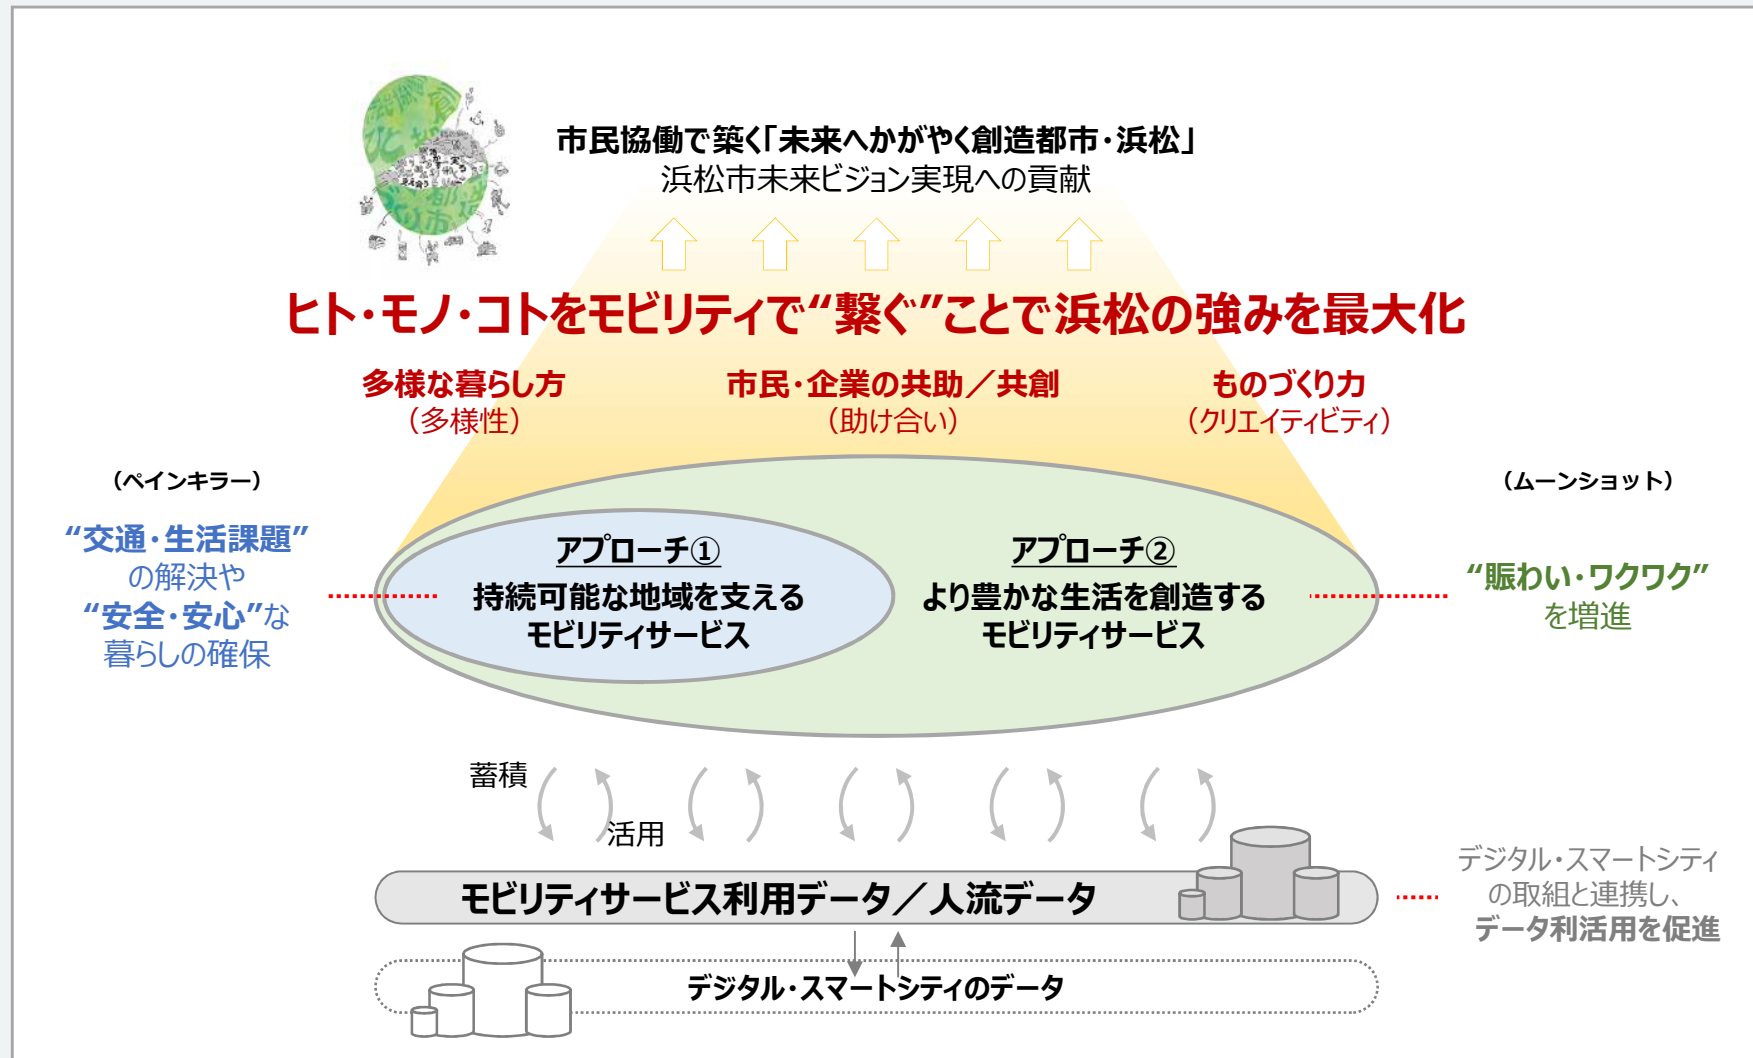 市民協働で築く「未来へかがやく創造都市・浜松」
浜松市未来ビジョン実現への貢献
ヒト・モノ・コトをモビリティで“繋ぐ”ことで浜松の強みを最大化
多様な暮らし方
（多様性）
市民・企業の共助／共創
（助け合い）
ものづくり力
（クリエイティビティ）
（ペインキラー）
“交通・生活課題”
の解決や
“安全・安心”な
暮らしの確保
アプローチ①
持続可能な地域を支える
モビリティサービス
アプローチ②
より豊かな生活を創造する
モビリティサービス
（ムーンショット）
“賑わい・ワクワク”
を増進
蓄積
活用
モビリティサービス利用データ／人流データ
デジタル・スマートシティ
の取組と連携し、
データ利活用を促進
デジタル・スマートシティのデータ